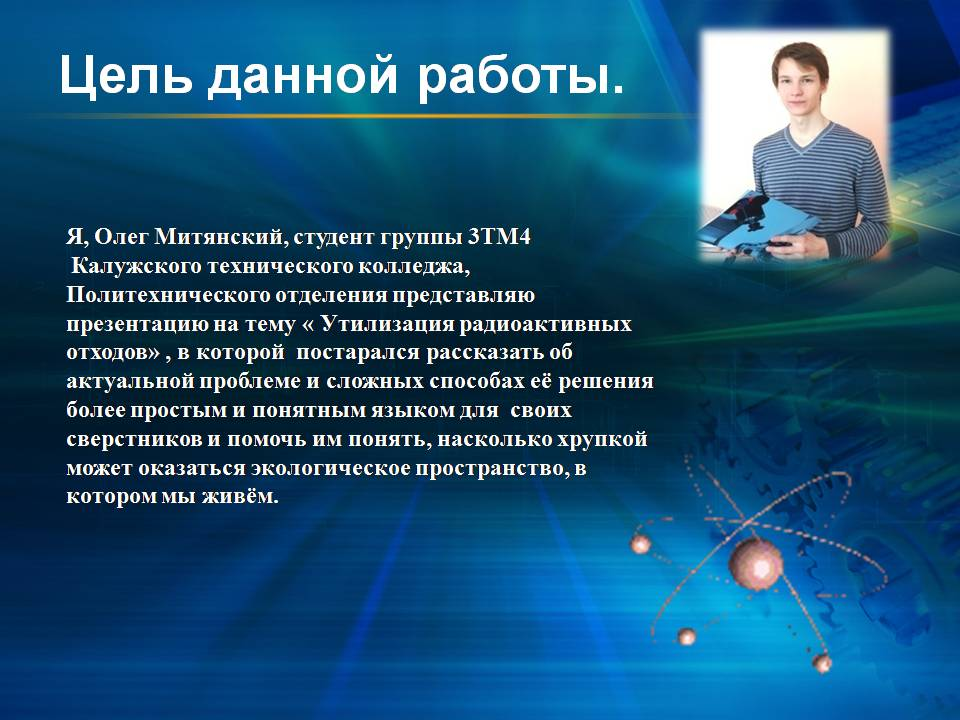 Цель данной работы.
Я, Олег Митянский, студент группы 3ТМ4
Калужского технического колледжа,
Политехнического отделения представляю
презентацию на тему « Утилизация радиоактивных
отходов» , в которой  постарался рассказать об
актуальной проблеме и сложных способах её решения
более простым и понятным языком для  своих
сверстников и помочь им понять, насколько хрупкой
может оказаться экологическое пространство, в
котором мы живём.